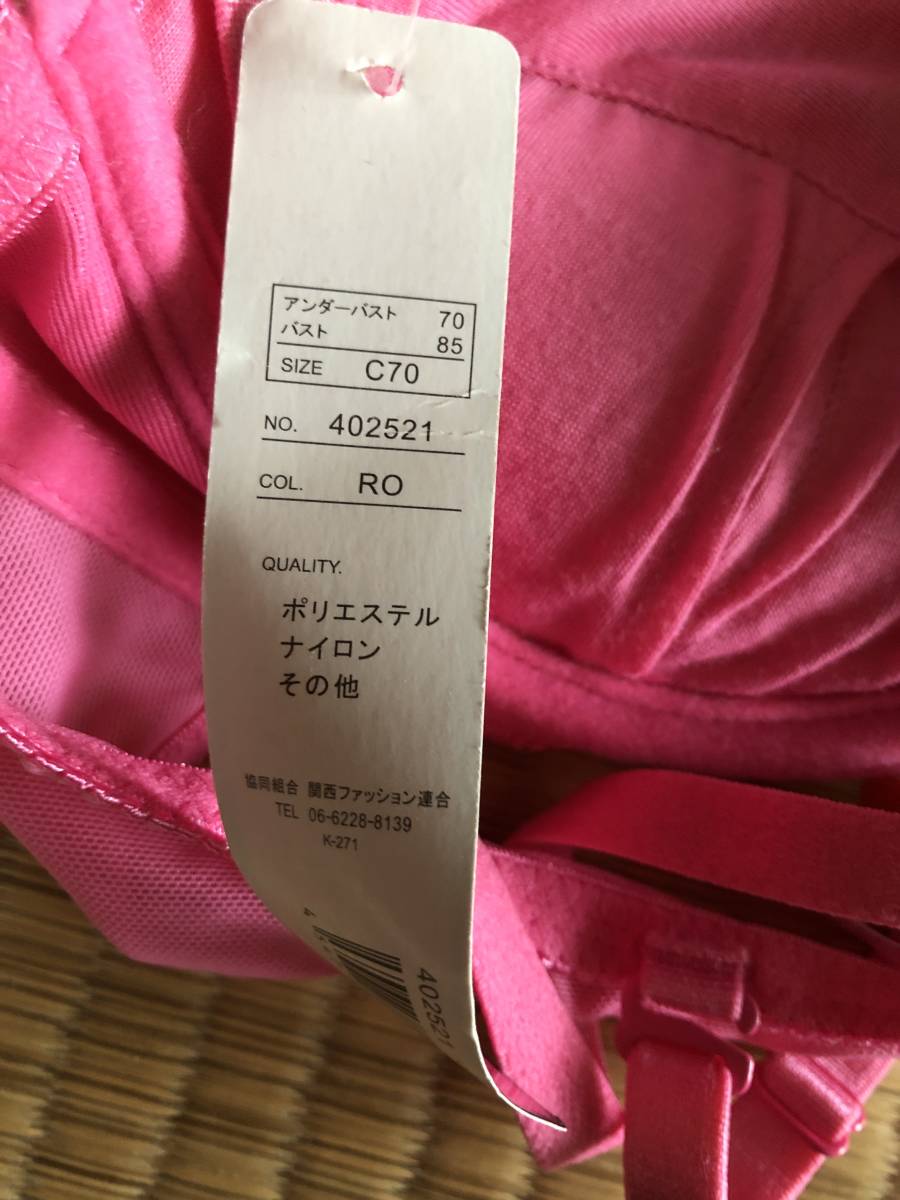 アンダーバスト 70
バスト 85
SIZE C70
NO. 402521
COL. RO
QUALITY.
ポリエステル
ナイロン
その他
協同組合 関西ファッション連合
TEL 06-6228-8139
K-271
402521